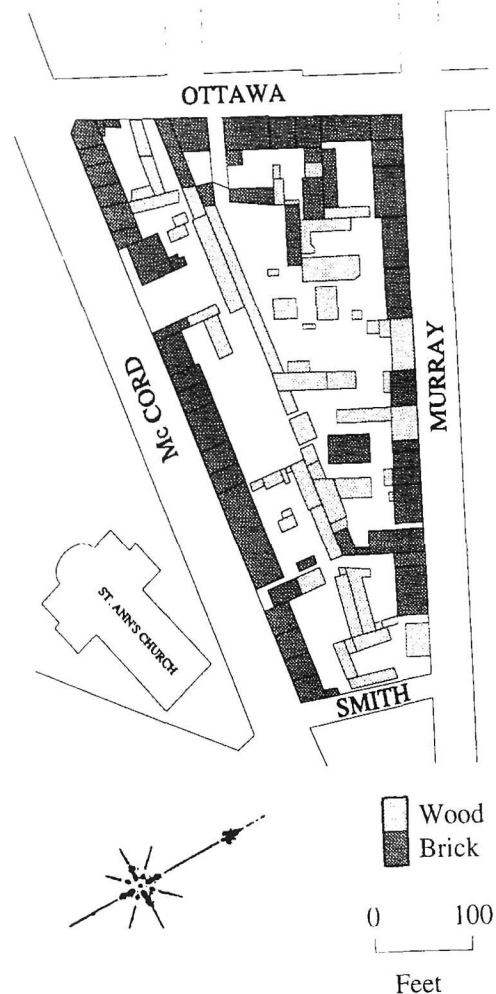 OTTAWA
McCORD
MURRAY
ST. ANN'S CHURCH
SMITH
Wood
Brick
0 100
Feet